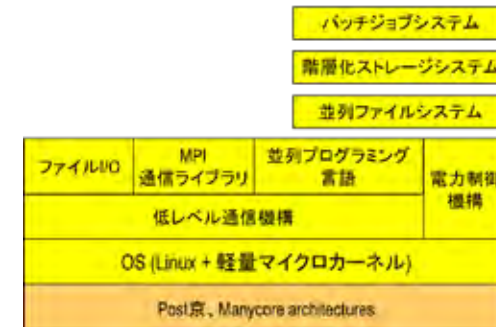 バッチジョブシステム
階層化ストレージシステム
並列ファイルシステム
ファイルI/O
MPI
通信ライブラリ
並列プログラミング
言語
電力制御
機構
低レベル通信機構
OS (Linux + 軽量マイクロカーネル)
Post京、Manycore architectures